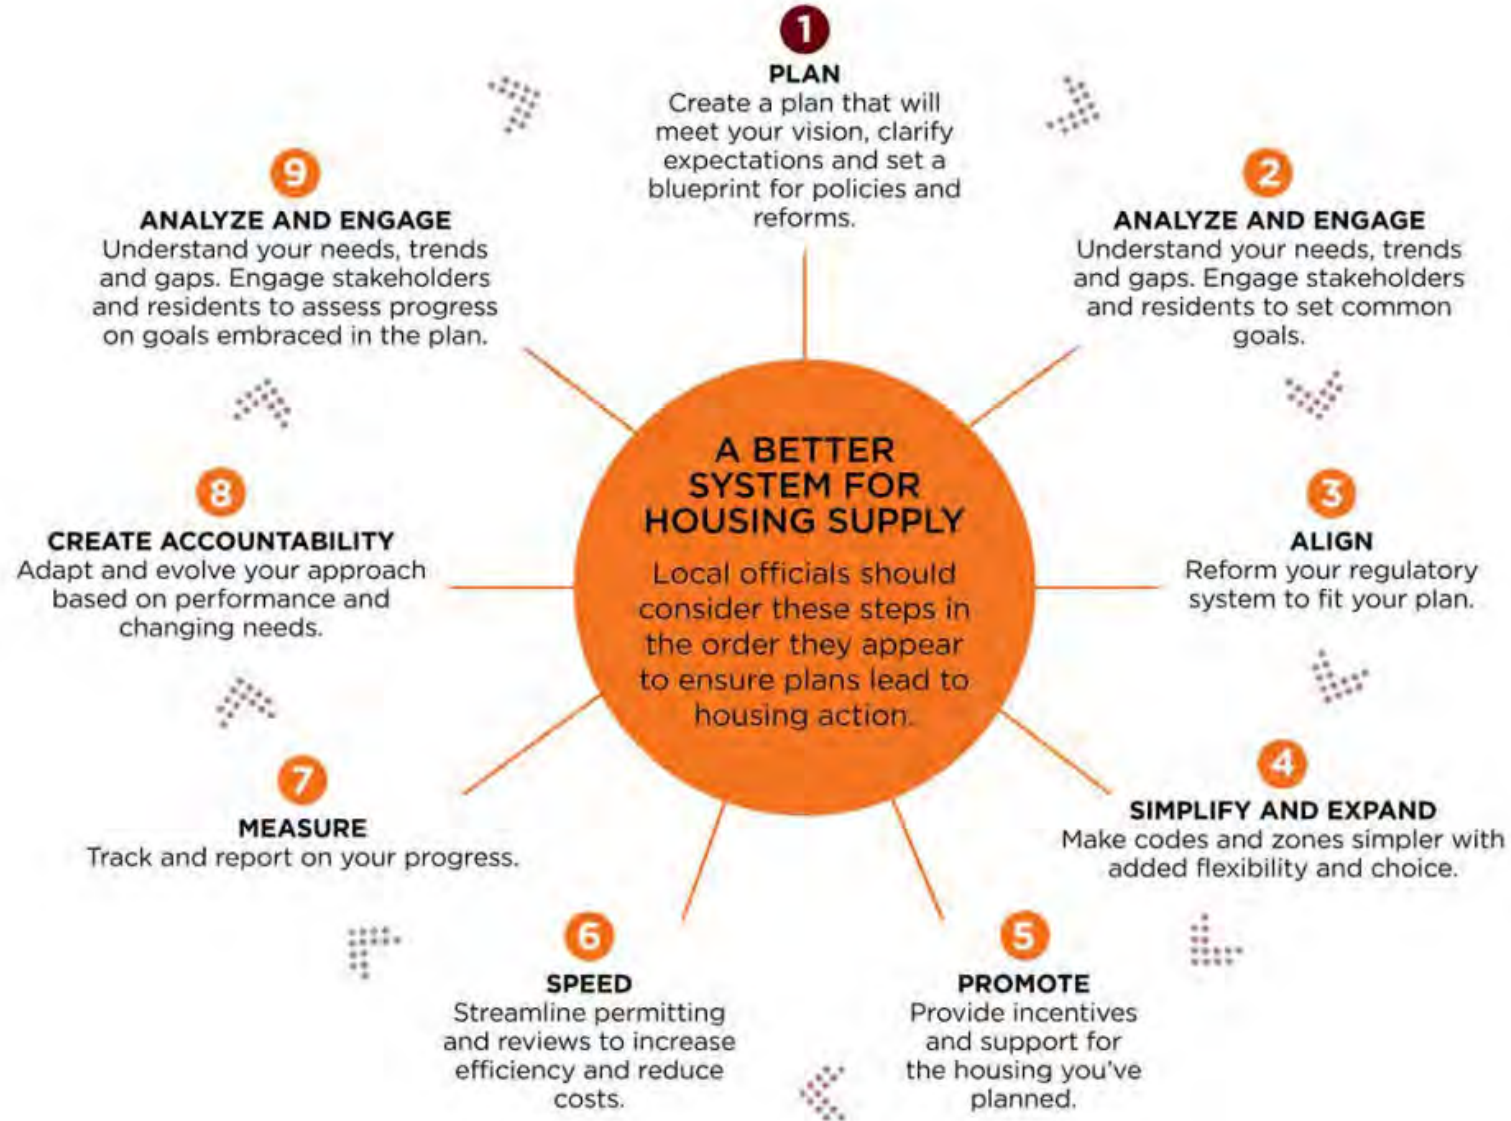 1
PLAN
Create a plan that will
meet your vision, clarify
expectations and set a
blueprint for policies and
reforms.
2
ANALYZE AND ENGAGE
Understand your needs, trends
and gaps. Engage stakeholders
and residents to set common
goals.
3
ALIGN
Reform your regulatory
system to fit your plan.
4
SIMPLIFY AND EXPAND
Make codes and zones simpler with
added flexibility and choice.
5
PROMOTE
Provide incentives
and support for
the housing you've
planned.
6
SPEED
Streamline permitting
and reviews to increase
efficiency and reduce
costs.
7
MEASURE
Track and report on your progress.
8
CREATE ACCOUNTABILITY
Adapt and evolve your approach
based on performance and
changing needs.
9
ANALYZE AND ENGAGE
Understand your needs, trends
and gaps. Engage stakeholders
and residents to assess progress
on goals embraced in the plan.
A BETTER
SYSTEM FOR
HOUSING SUPPLY
Local officials should
consider these steps in
the order they appear
to ensure plans lead to
housing action.